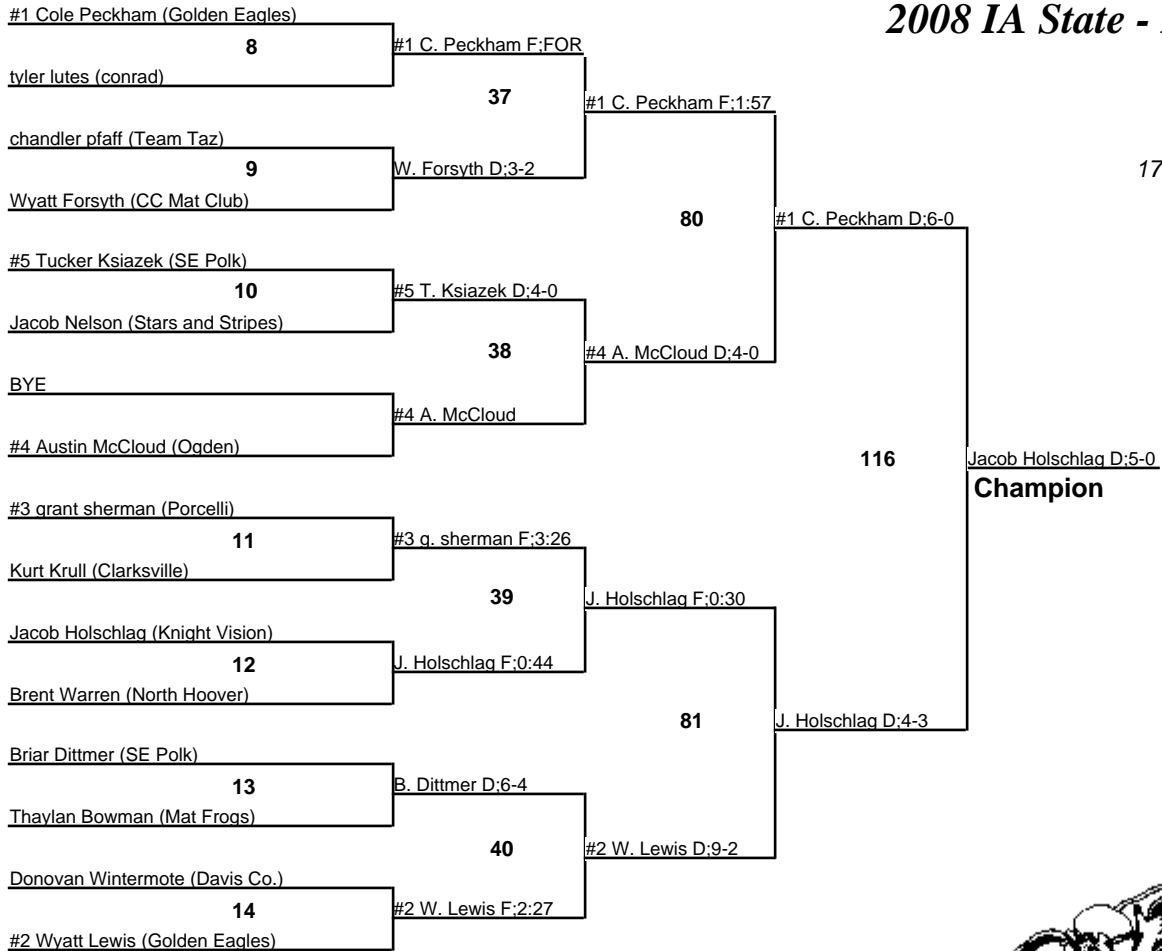 #1 Cole Peckham (Golden Eagles)
2008 IA State -
8
#1 C. Peckham F;FOR
tyler lutes (conrad)
37
#1 C. Peckham F;1:57
chandler pfaff (Team Taz)
9
W. Forsyth D;3-2
17
Wyatt Forsyth (CC Mat Club)
80
#1 C. Peckham D;6-0
#5 Tucker Ksiazek (SE Polk)
10
#5 T. Ksiazek D;4-0
Jacob Nelson (Stars and Stripes)
38
#4 A. McCloud D;4-0
BYE
#4 A. McCloud
#4 Austin McCloud (Ogden)
116
Jacob Holschlag D;5-0
Champion
#3 grant sherman (Porcelli)
11
#3 g. sherman F;3:26
Kurt Krull (Clarksville)
39
J. Holschlag F;0:30
Jacob Holschlag (Knight Vision)
12
J. Holschlag F;0:44
Brent Warren (North Hoover)
81
J. Holschlag D;4-3
Briar Dittmer (SE Polk)
13
B. Dittmer D;6-4
Thaylan Bowman (Mat Frogs)
40
#2 W. Lewis D;9-2
Donovan Wintermote (Davis Co.)
14
#2 W. Lewis F;2:27
#2 Wyatt Lewis (Golden Eagles)